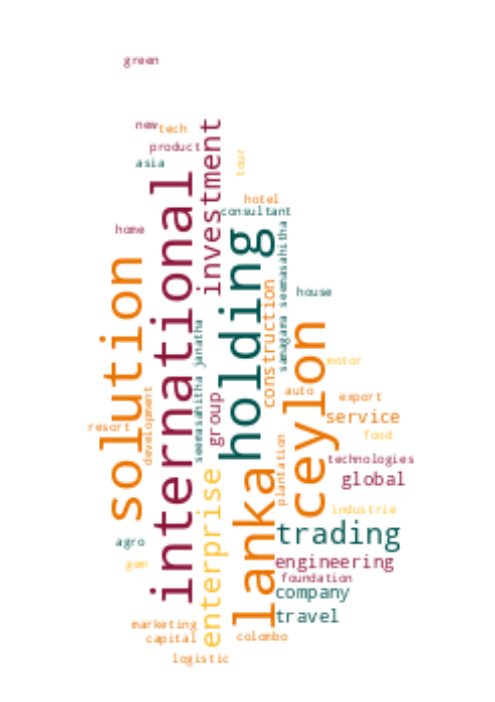 green
new
tech
product
asia
investment
tour
international
hotel
consultant
home
holding
samagama seemasahitha
solution
construction
house
seemasahitha janatha
ceylon
motor
development
group
auto
export
service
resort
food
plantation
technologies
lanka
enterprise
global
industrie
trading
agro
engineering
gem
foundation
company
travel
marketing
capital
colombo
logistic